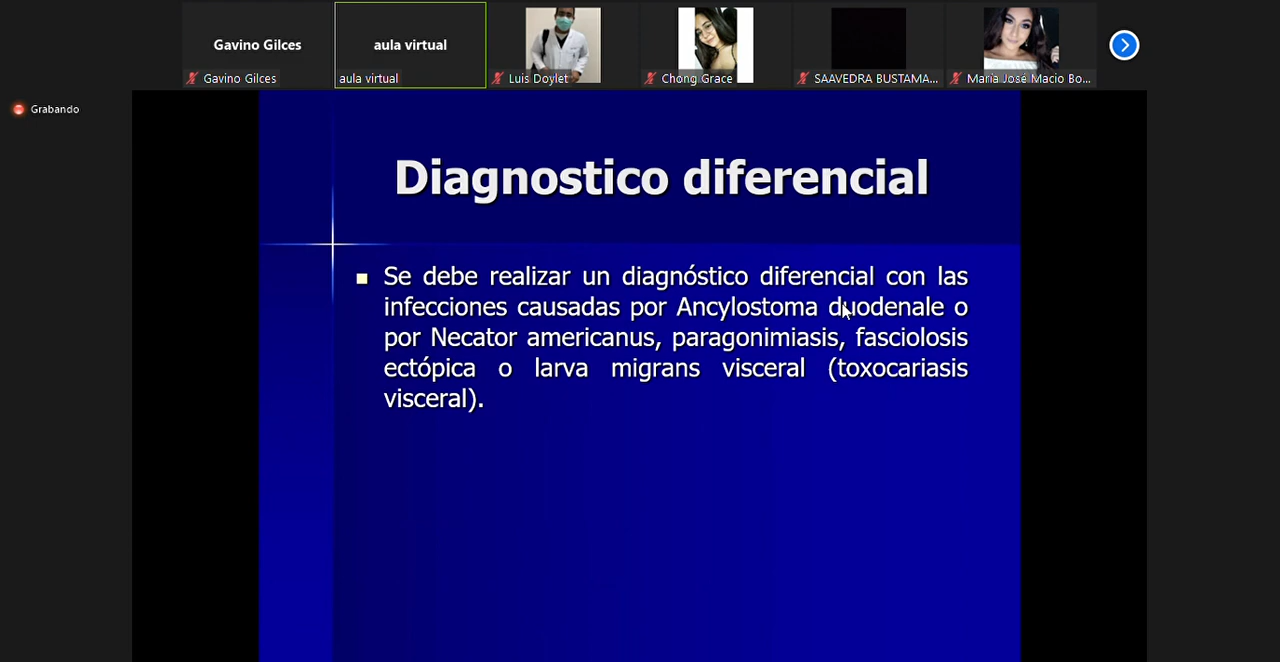 Gavino Gilces
aula virtual
Gavino Gilces
aula virtual
Luis Doylet
Chong Grace
SAAVEDRA BUSTAMA...
María José Macio Bo...
Grabando
Diagnostico diferencial
Se debe realizar un diagnóstico diferencial con las
infecciones causadas por Ancylostoma duodenale o
por Necator americanus, paragonimiasis, fasciolosis
ectópica o larva migrans visceral (toxocariasis
visceral).